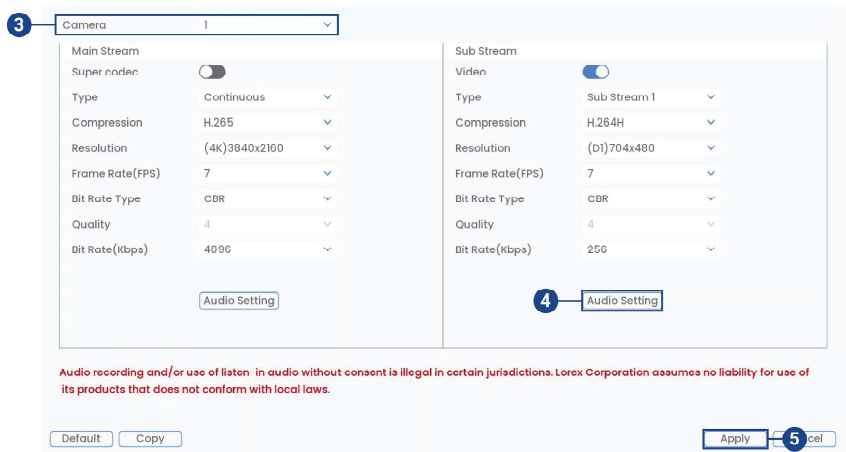 3 Camera 1
Main Stream Sub Stream
Super codec Video
Type Continuous Type Sub Stream 1
Compression H.265 Compression H.264H
Resolution (4K)3840x2160 Resolution (D1)704x480
Frame Rate(FPS) 7 Frame Rate(FPS) 7
Bit Rate Type CBR Bit Rate Type CBR
Quality 4 Quality 4
Bit Rate(Kbps) 4096 Bit Rate(Kbps) 256
Audio Setting 4 Audio Setting
Audio recording and/or use of listen-in audio without consent is illegal in certain jurisdictions. Lorex Corporation assumes no liability for use of
its products that does not conform with local laws.
Default Copy Apply 5 cel